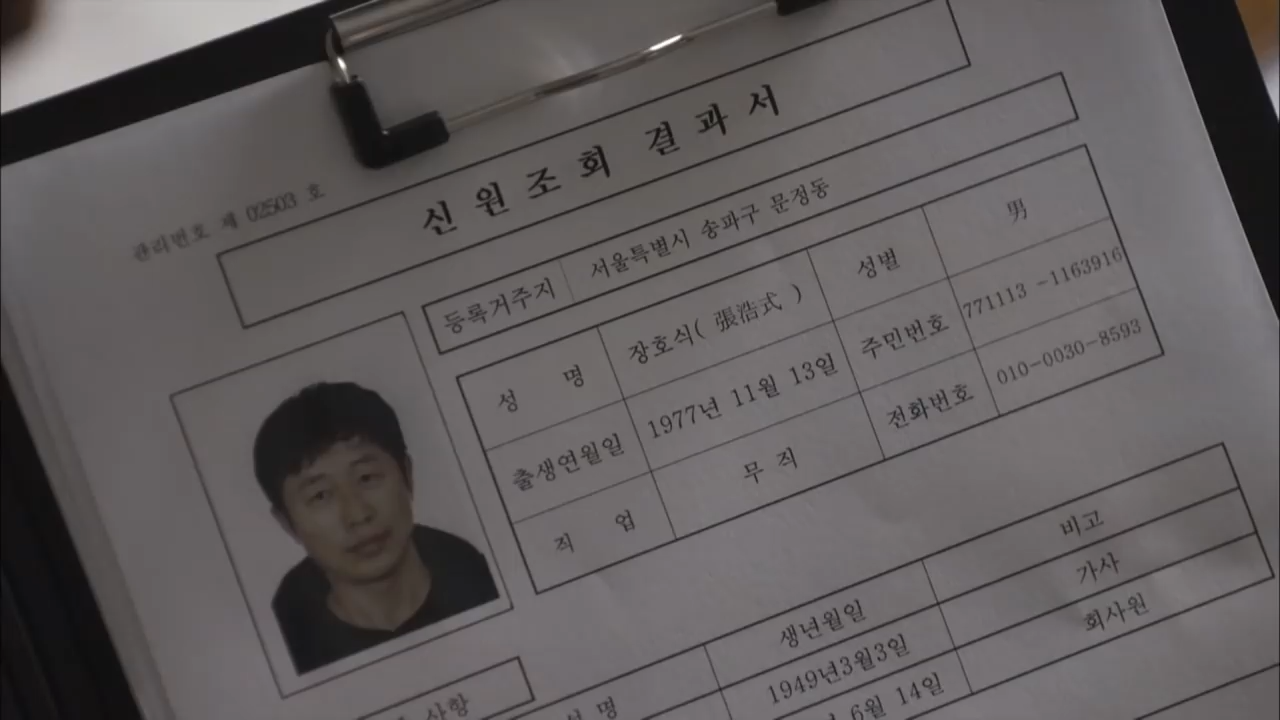 관리번호 제 02503 호
신원조회 결과서
등록거주지 서울특별시 송파구 문정동
성 명 장호식( 張浩式 ) 성별 男
출생연월일 1977년 11월 13일 주민번호 771113 -1163916
직 업 무 직 전화번호 010-0030-8593
사항
성 명 생년월일 비고
1949년3월3일 가사
6월 14일 회사원